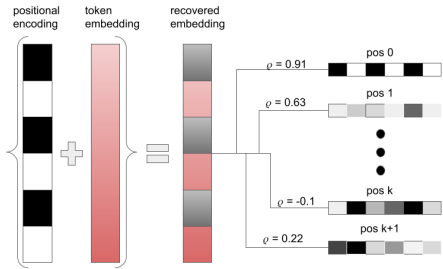 positional encoding
token embedding
recovered embedding
pos 0
ϱ = 0.91
pos 1
ϱ = 0.63
pos k
ϱ = -0.1
pos k+1
ϱ = 0.22